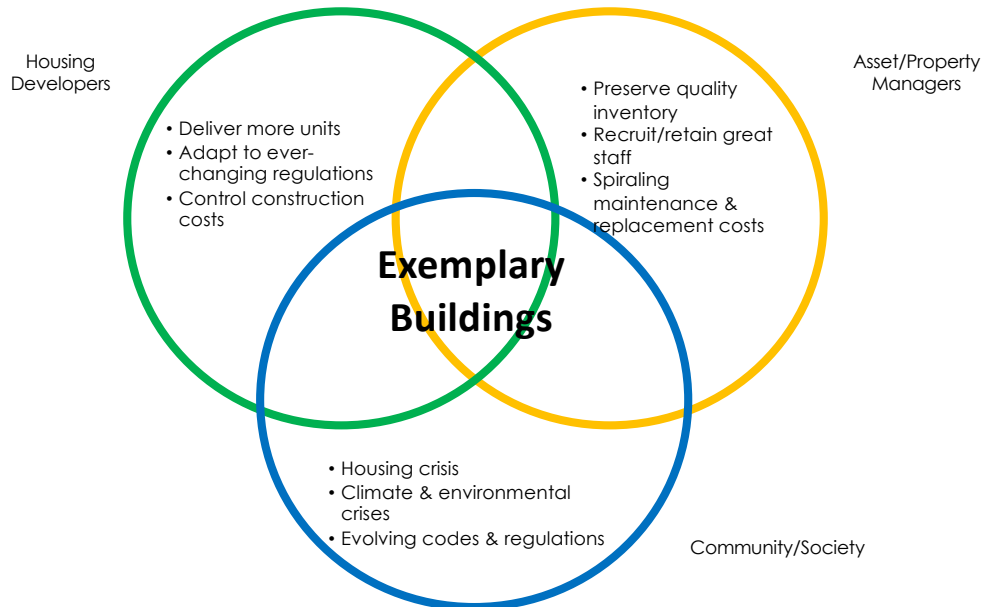 Housing
Developers
Asset/Property
Managers
• Deliver more units
• Adapt to ever-
changing regulations
• Control construction
costs
• Preserve quality
inventory
• Recruit/retain great
staff
• Spiraling
maintenance &
replacement costs
Exemplary
Buildings
• Housing crisis
• Climate & environmental
crises
• Evolving codes & regulations
Community/Society